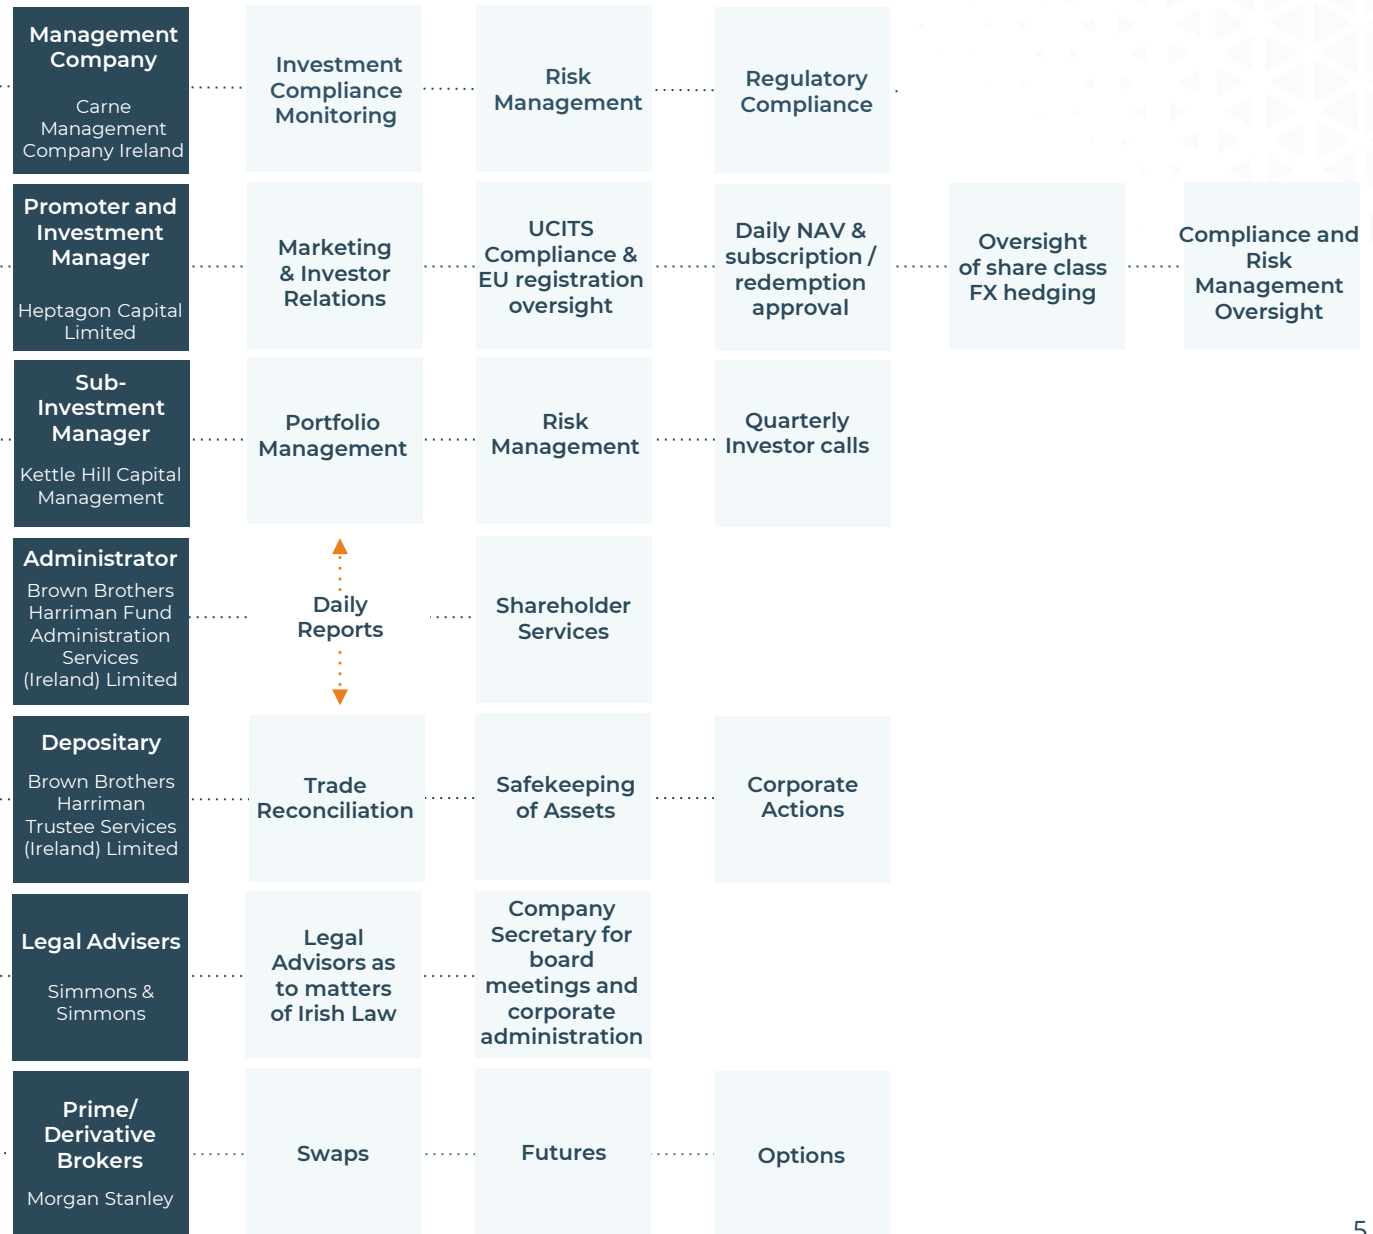 Management
Company
Carne
Management
Company Ireland
Investment
Compliance
Monitoring
Risk
Management
Regulatory
Compliance
Promoter and
Investment
Manager
Heptagon Capital
Limited
Marketing
& Investor
Relations
UCITS
Compliance &
EU registration
oversight
Daily NAV &
subscription /
redemption
approval
Oversight
of share class
FX hedging
Compliance and
Risk
Management
Oversight
Sub-
Investment
Manager
Kettle Hill Capital
Management
Portfolio
Management
Risk
Management
Quarterly
Investor calls
Administrator
Brown Brothers
Harriman Fund
Administration
Services
(Ireland) Limited
Daily
Reports
Shareholder
Services
Depositary
Brown Brothers
Harriman
Trustee Services
(Ireland) Limited
Trade
Reconciliation
Safekeeping
of Assets
Corporate
Actions
Legal Advisers
Simmons &
Simmons
Legal
Advisors as
to matters
of Irish Law
Company
Secretary for
board
meetings and
corporate
administration
Prime/
Derivative
Brokers
Morgan Stanley
Swaps
Futures
Options
5